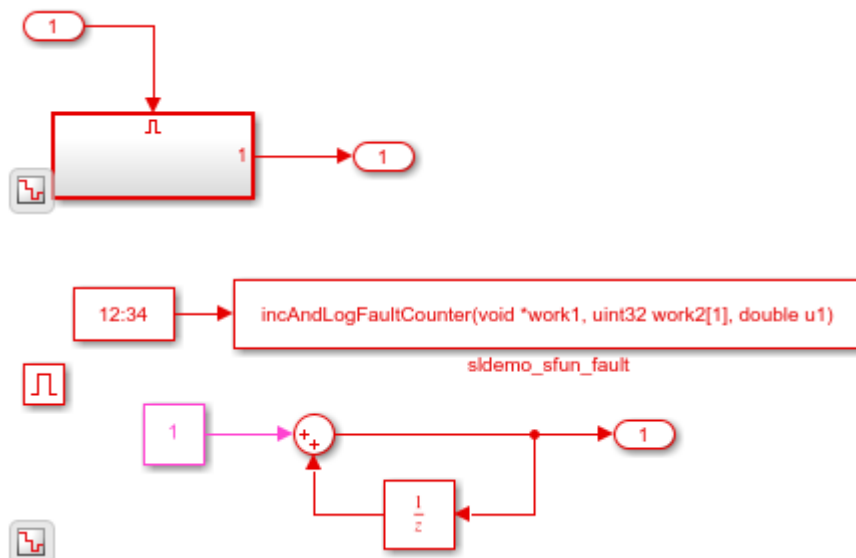 1
1
1
12:34
incAndLogFaultCounter(void *work1, uint32 work2[1], double u1)
sldemo_sfun_fault
1
++
1
1
z